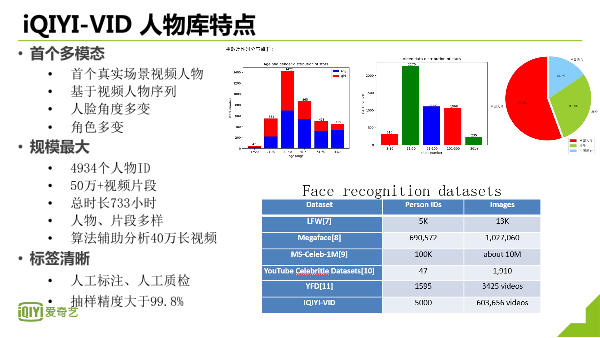 iQIYI-VID 人物库特点
• 首个多模态
• 首个真实场景视频人物
• 基于视频人物序列
• 人脸角度多变
• 角色多变
• 规模最大
• 4934个人物ID
• 50万+视频片段
• 总时长733小时
• 人物、片段多样
• 算法辅助分析40万长视频
• 标签清晰
• 人工标注、人工质检
• 抽样精度大于99.8%
iQIYI 爱奇艺
Face recognition datasets
Dataset Person IDs Images
LFW[7] 5K 13K
Megaface[8] 690,572 1,027,060
MS-Celeb-1M[9] 100K about 10M
YouTube Celebritie Datasets[10] 47 1,910
YFD[11] 1595 3425 videos
IQIYI-VID 5000 603,656 videos